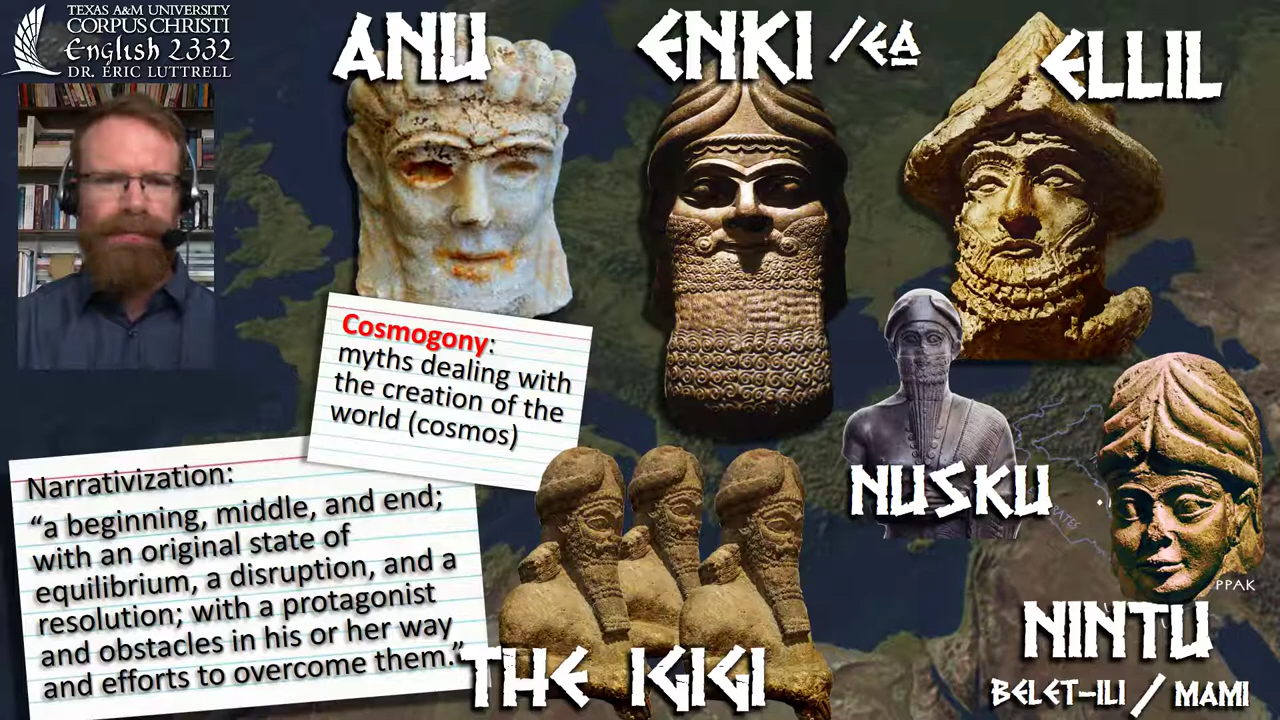 TEXAS A&M UNIVERSITY
CORPUS CHRISTI
English 2332
DR. ERIC LUTTRELL
ANU
ENKI /EA
ELLIL
Cosmogony:
myths dealing with
the creation of the
world (cosmos)
Narrativization:
“a beginning, middle, and end;
with an original state of
equilibrium, a disruption, and a
resolution; with a protagonist
and obstacles in his or her way
and efforts to overcome them.”
THE IGIGI
NUSKU
PPAK
NINTU
BELET-ILI / MAMI